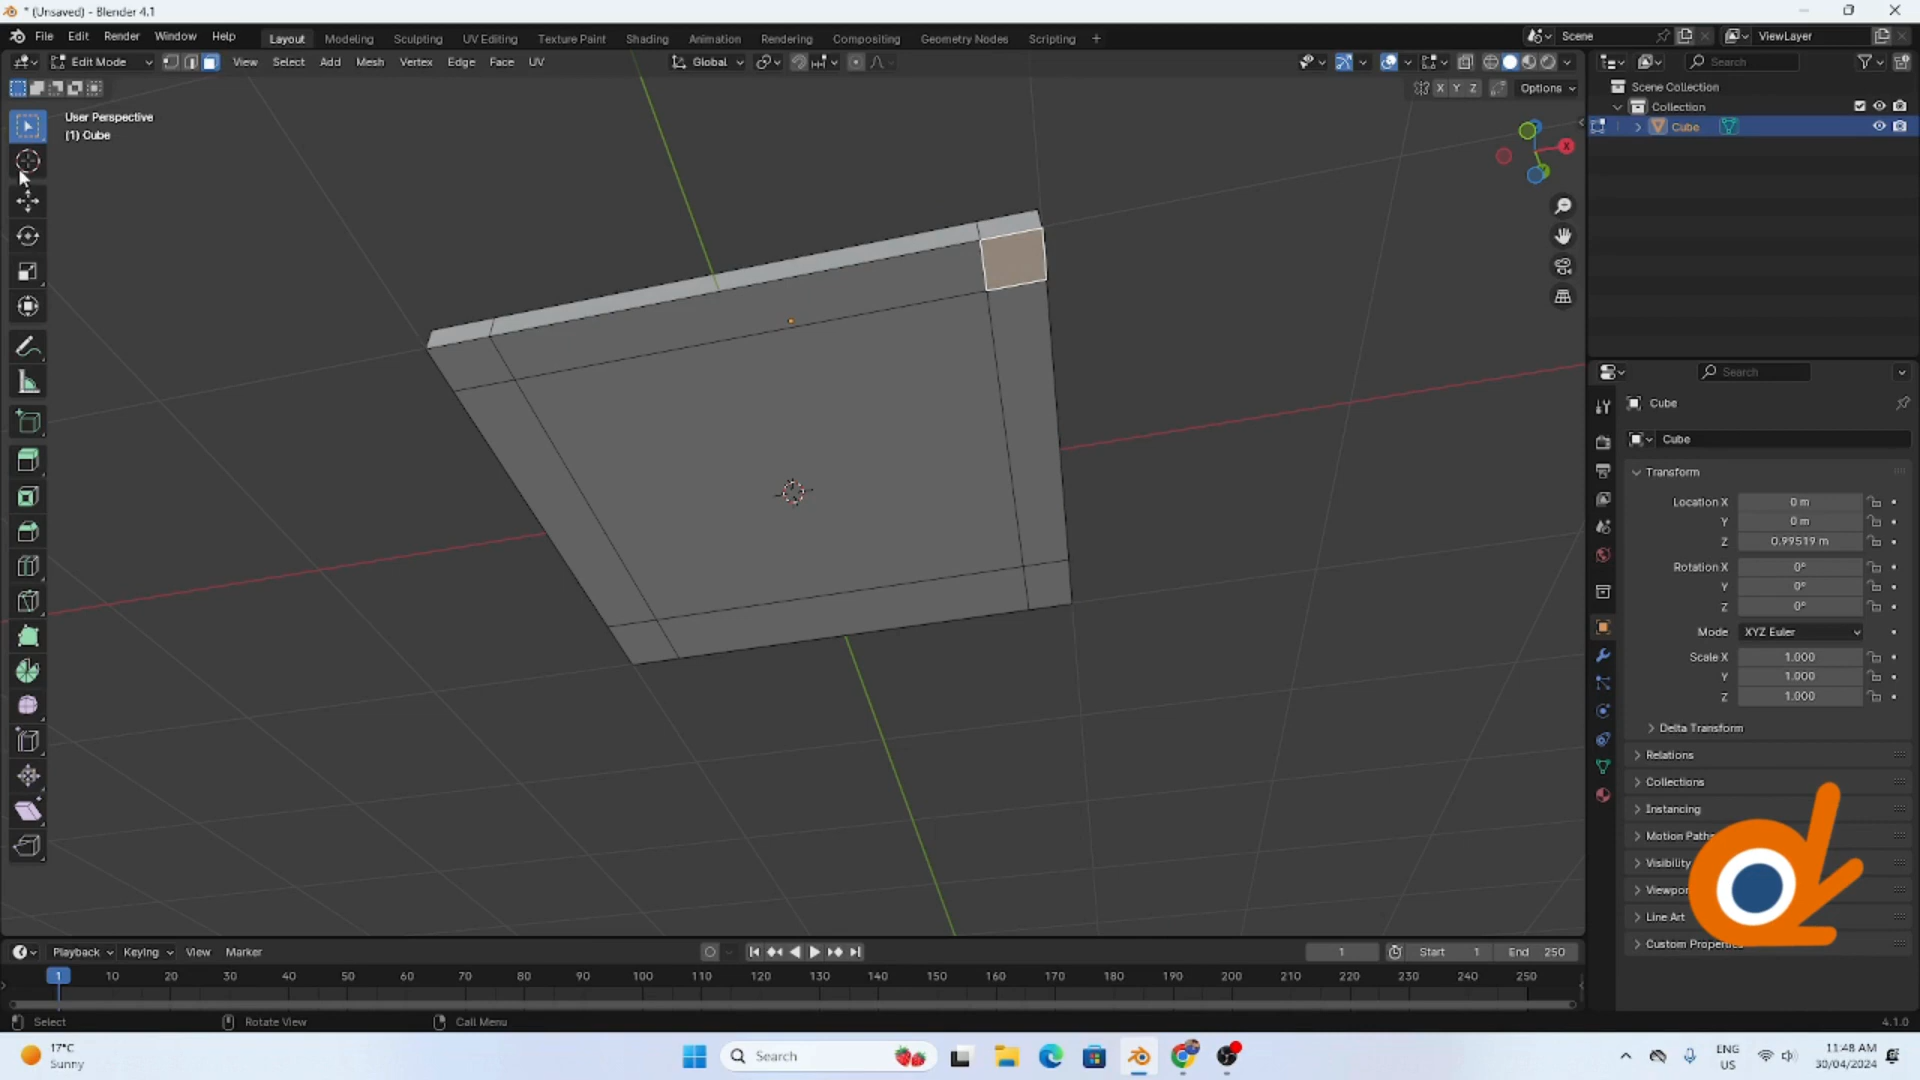 * (Unsaved) - Blender 4.1
File Edit Render Window Help Layout Modeling Sculpting UV Editing Texture Paint Shading Animation Rendering Compositing Geometry Nodes Scripting + Scene ViewLayer
Edit Mode View Select Add Mesh Vertex Edge Face UV Global Search
X Y Z Options
User Perspective
(1) Cube
X
Scene Collection
Collection
Cube
Search
Cube
Cube
Transform
Location X 0 m
Y 0 m
Z 0.99519 m
Rotation X 0°
Y 0°
Z 0°
Mode XYZ Euler
Scale X 1.000
Y 1.000
Z 1.000
Delta Transform
Relations
Collections
Instancing
Motion Paths
Visibility
Line Art
Custom Properties
Playback Keying View Marker 1 Start 1 End 250
1 10 20 30 40 50 60 70 80 90 100 110 120 130 140 150 160 170 180 190 200 210 220 230 240 250
Select Rotate View Call Menu 4.1.0
17°C
Sunny
Search
ENG
US
11:48 AM
30/04/2024